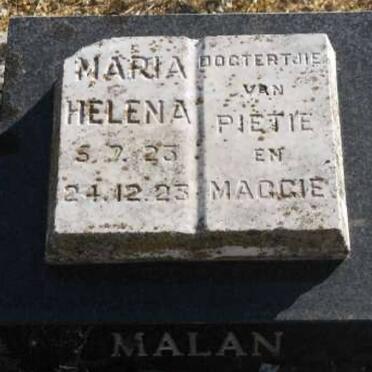 MARIA
HELENA
5.7.23
24.12.23
DOGTERTJIE
VAN
PIETIE
EN
MAGGIE
MALAN